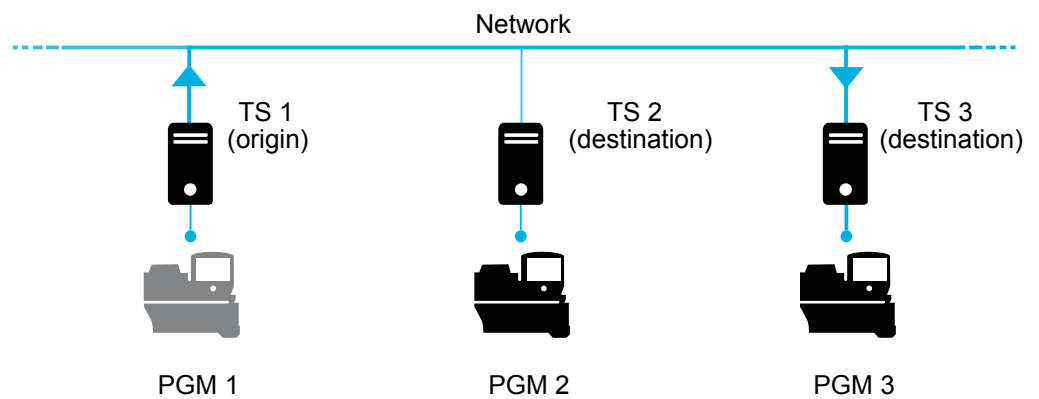 Network
TS 1
(origin)
TS 2
(destination)
TS 3
(destination)
PGM 1
PGM 2
PGM 3